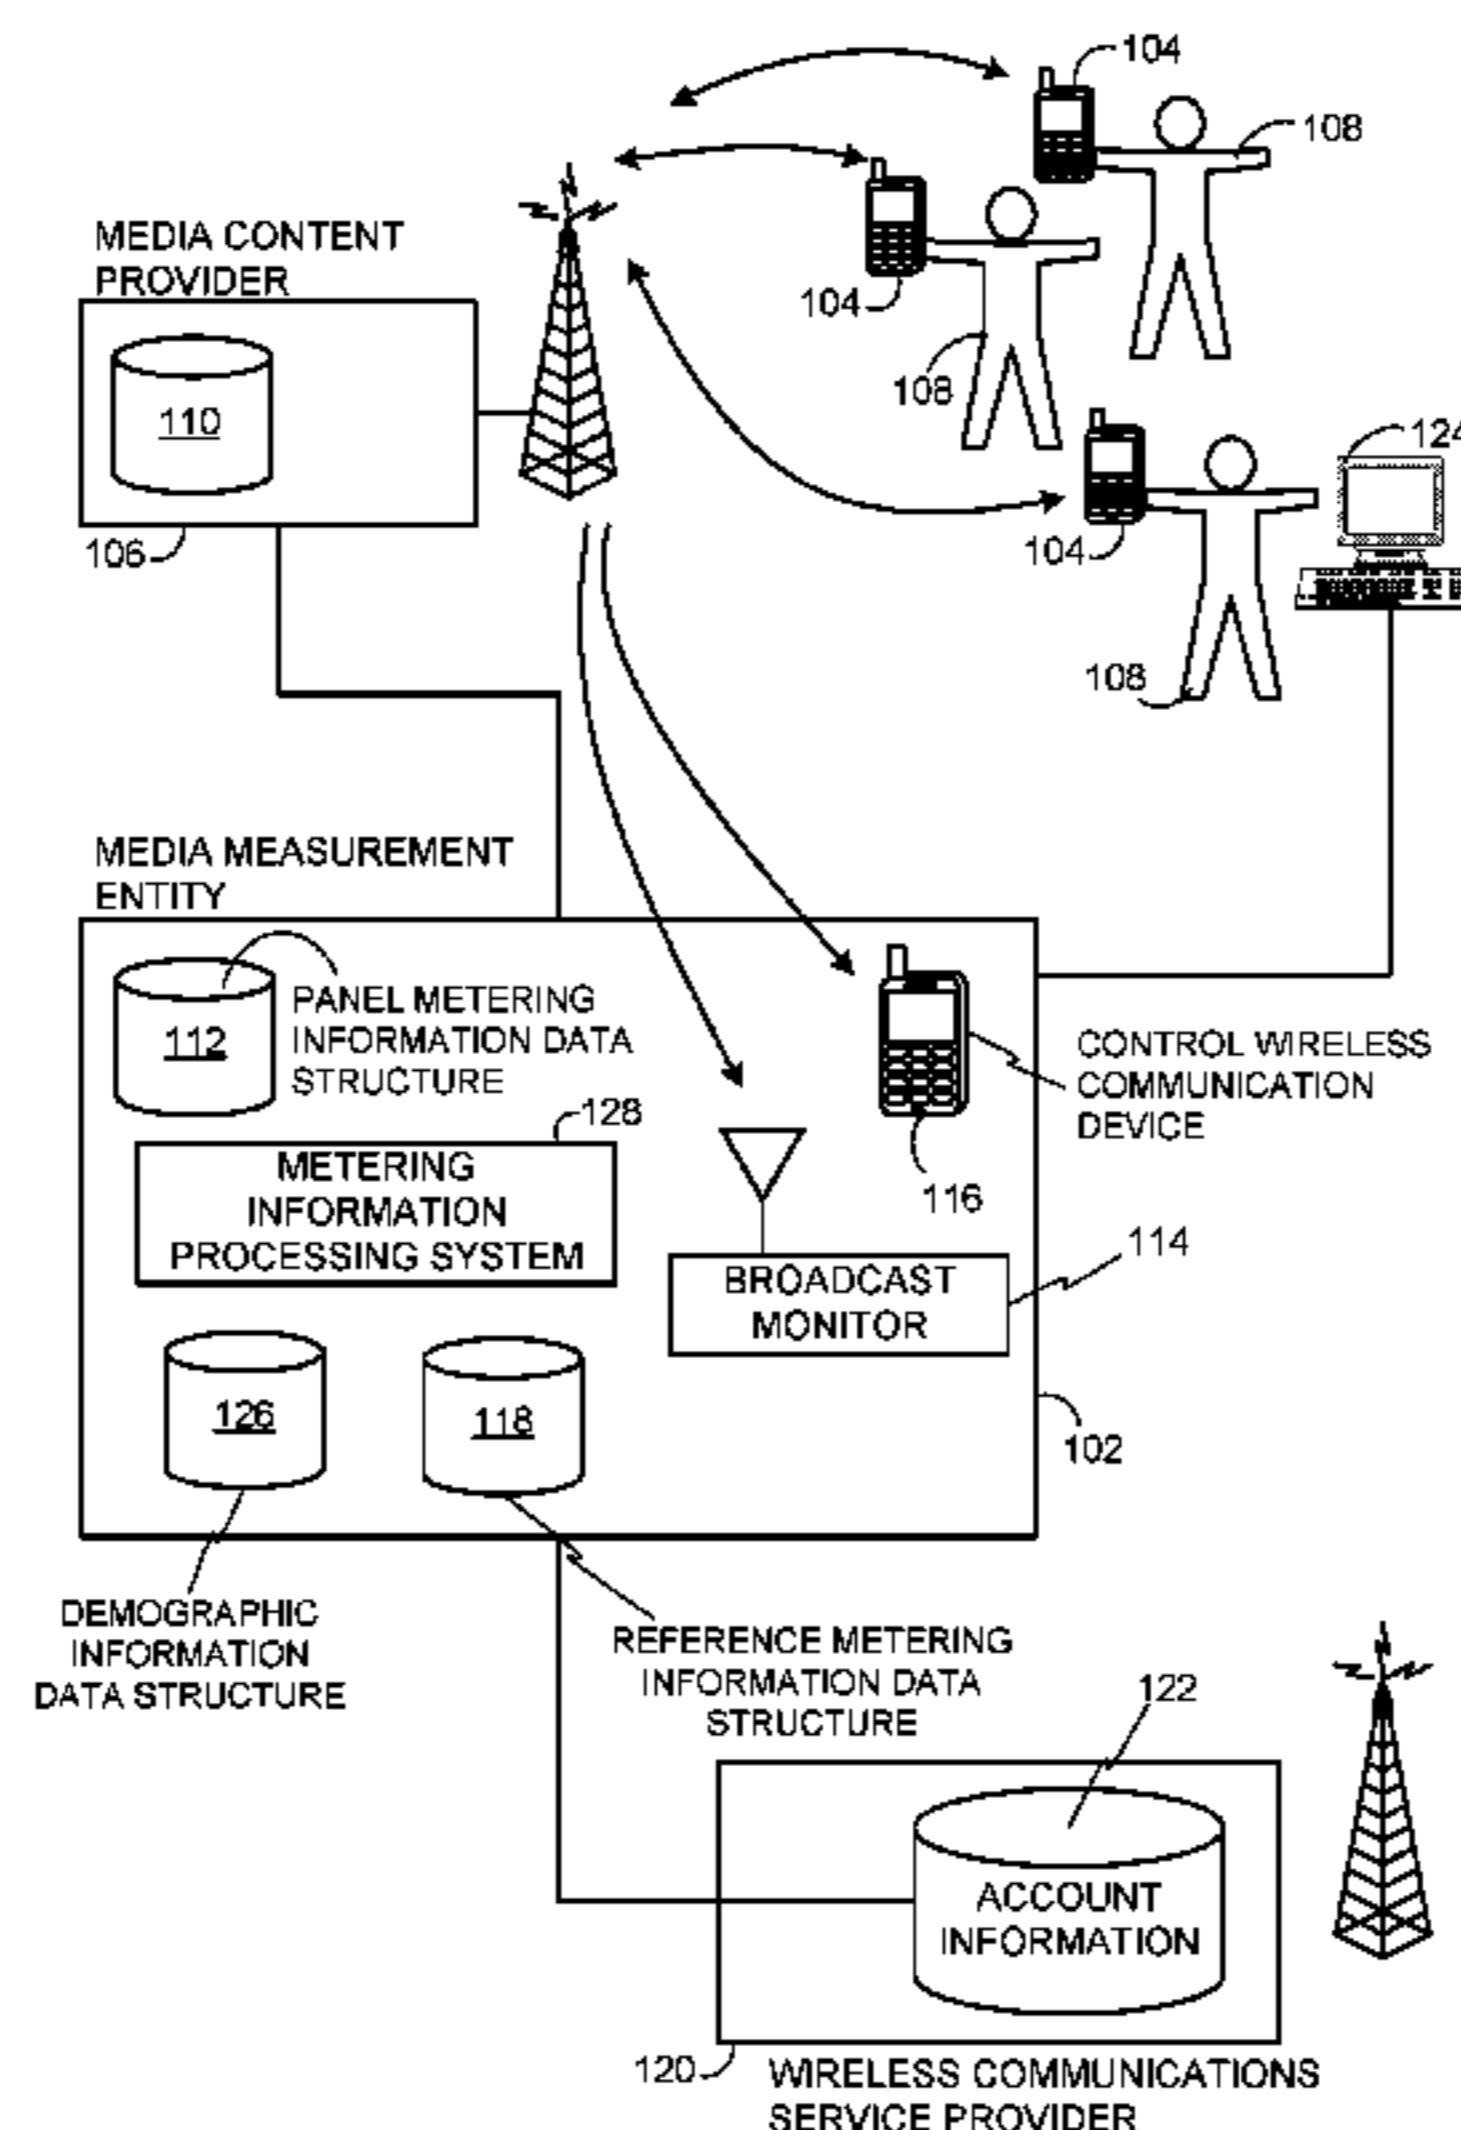 104
108
MEDIA CONTENT
PROVIDER
104
110
108
124
106
104
108
MEDIA MEASUREMENT
ENTITY
PANEL METERING
INFORMATION DATA
STRUCTURE
112
CONTROL WIRELESS
COMMUNICATION
DEVICE
128
METERING
INFORMATION
PROCESSING SYSTEM
116
114
BROADCAST
MONITOR
126
118
102
DEMOGRAPHIC
INFORMATION
DATA STRUCTURE
REFERENCE METERING
INFORMATION DATA
STRUCTURE
122
ACCOUNT
INFORMATION
120
WIRELESS COMMUNICATIONS
SERVICE PROVIDER